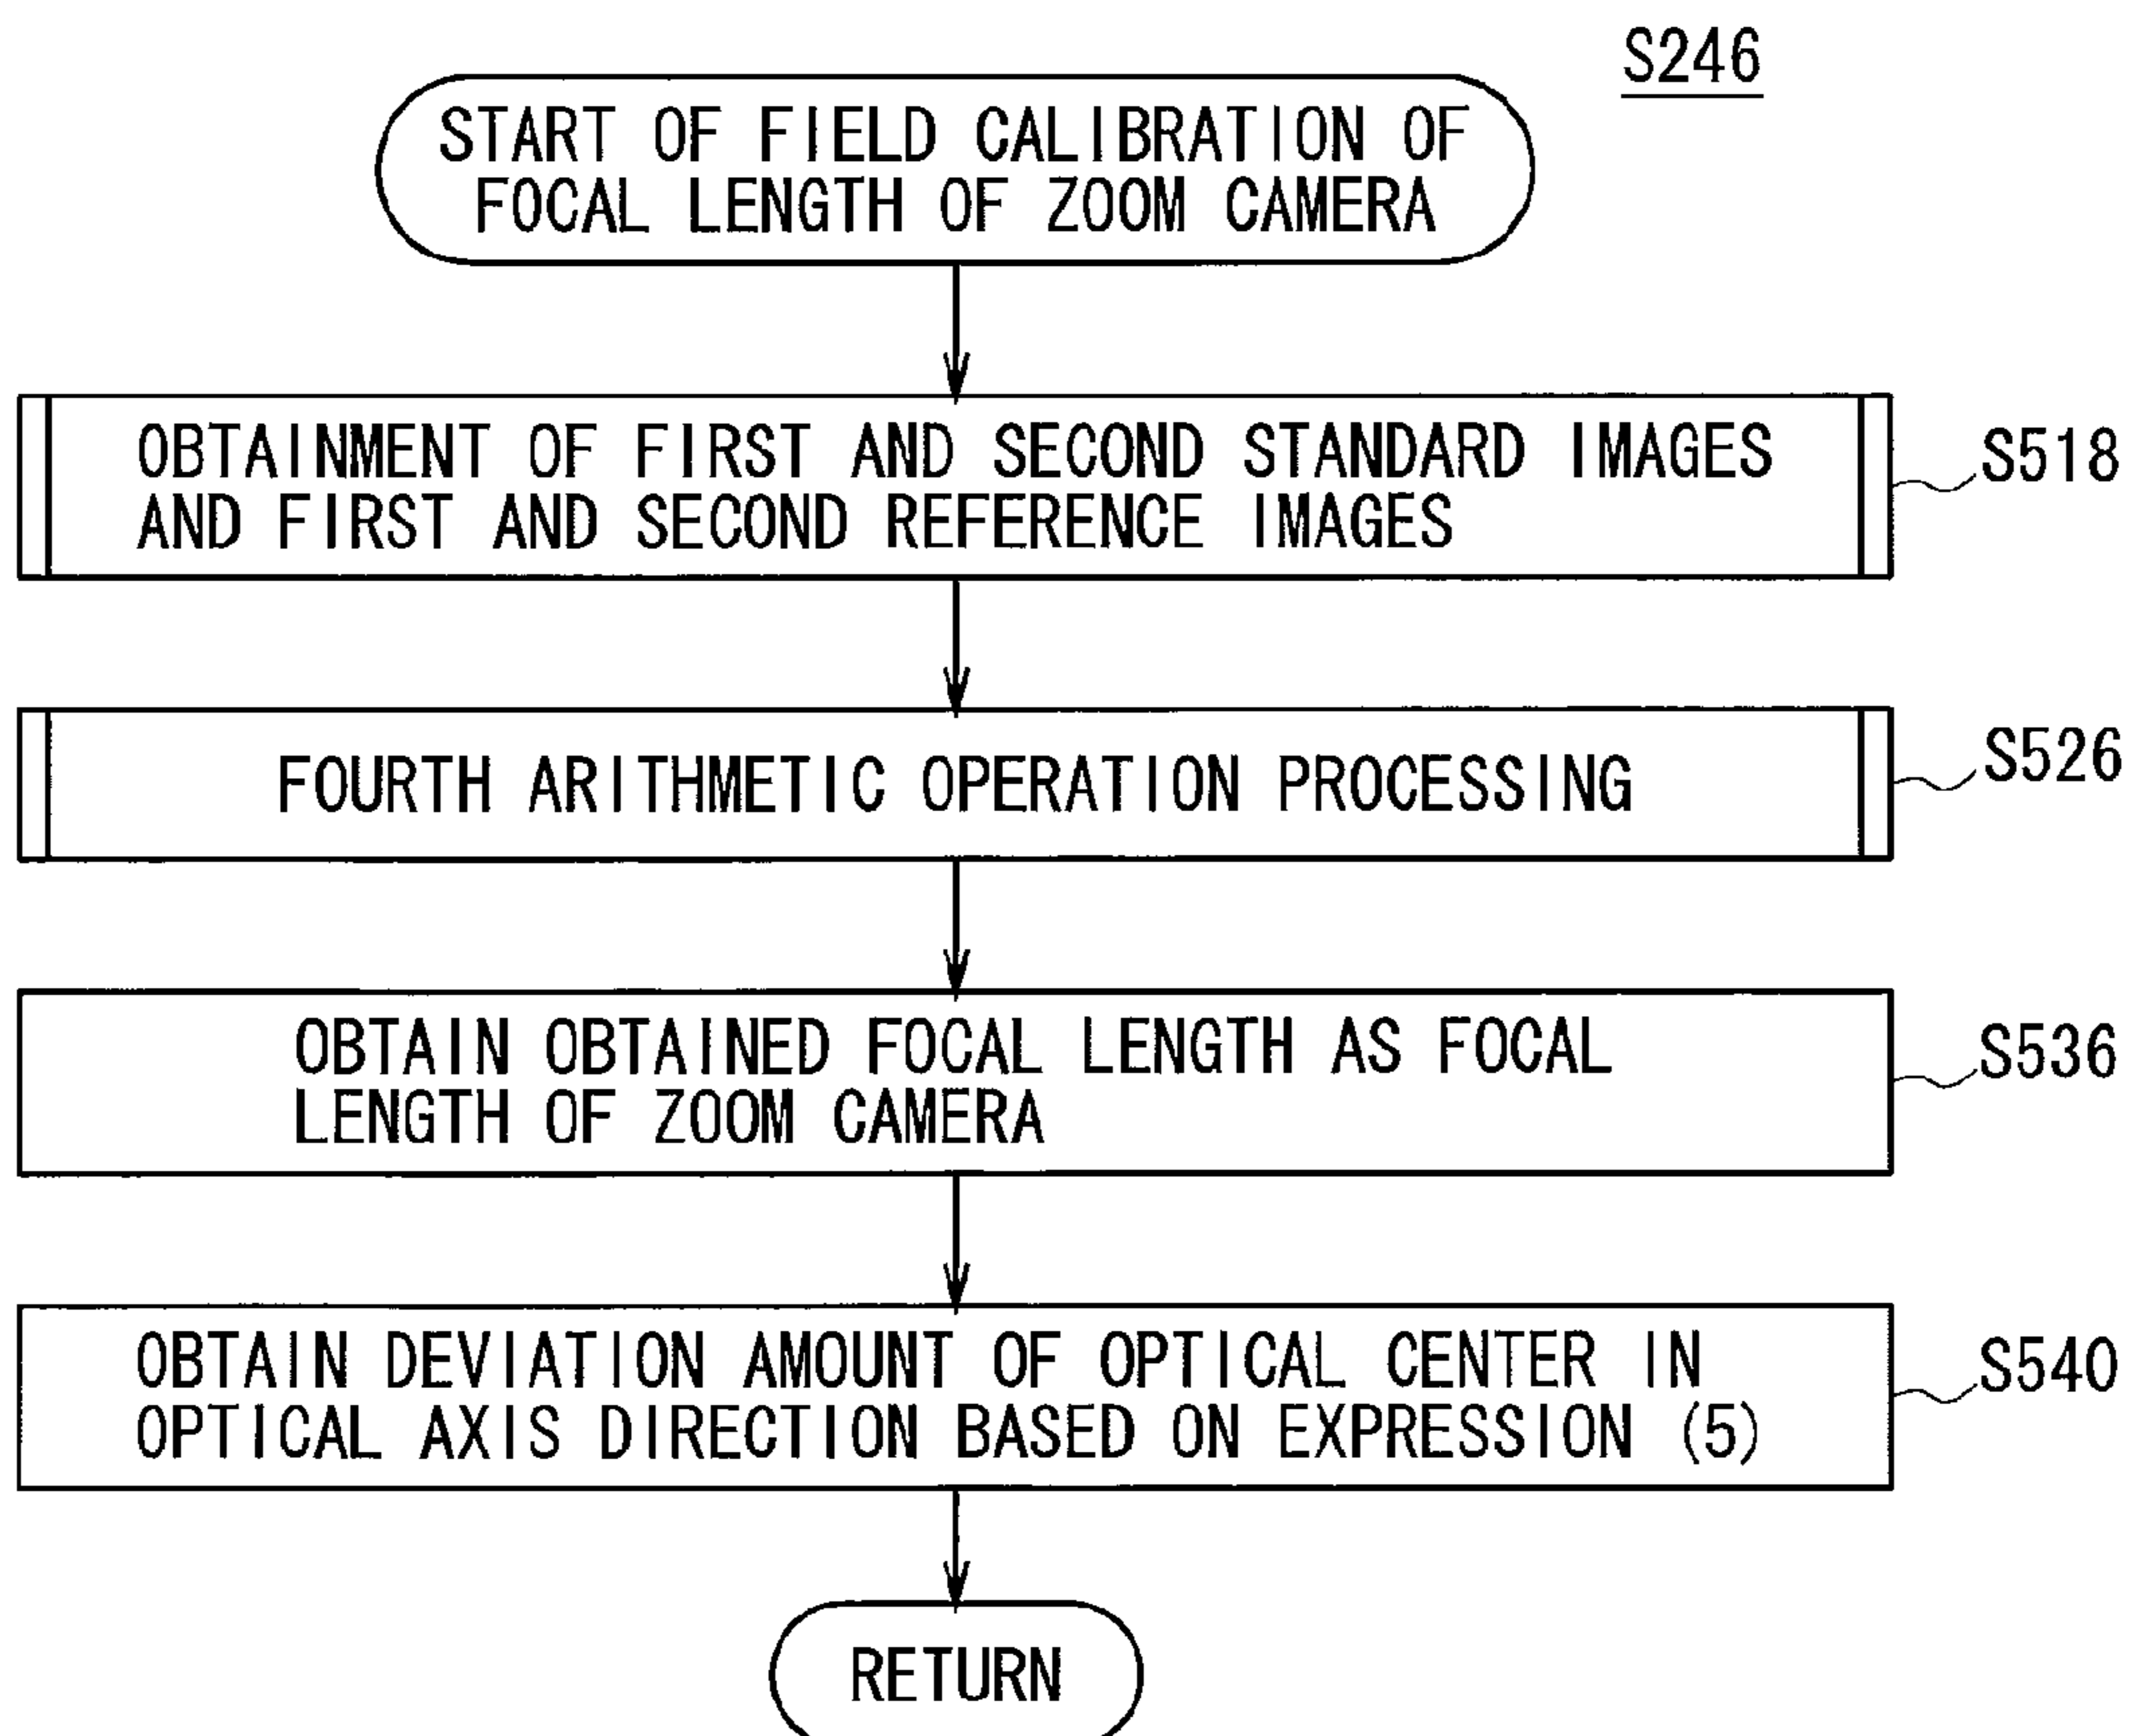 S246
START OF FIELD CALIBRATION OF
FOCAL LENGTH OF ZOOM CAMERA
OBTAINMENT OF FIRST AND SECOND STANDARD IMAGES
AND FIRST AND SECOND REFERENCE IMAGES
S518
FOURTH ARITHMETIC OPERATION PROCESSING
S526
OBTAIN OBTAINED FOCAL LENGTH AS FOCAL
LENGTH OF ZOOM CAMERA
S536
OBTAIN DEVIATION AMOUNT OF OPTICAL CENTER IN
OPTICAL AXIS DIRECTION BASED ON EXPRESSION (5)
S540
RETURN